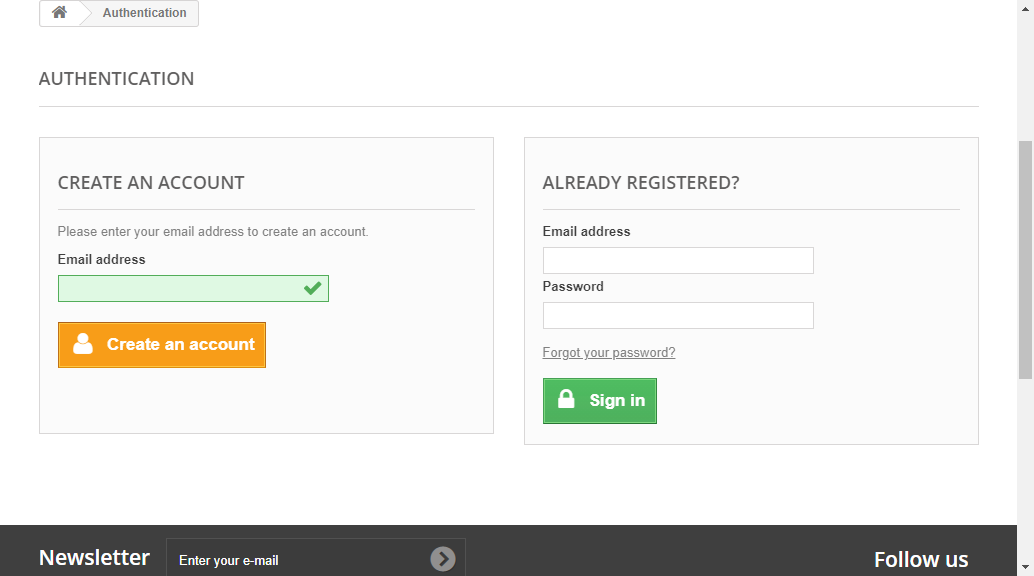 Authentication
AUTHENTICATION
CREATE AN ACCOUNT
Please enter your email address to create an account.
Email address
Create an account
ALREADY REGISTERED?
Email address
Password
Forgot your password?
Sign in
Newsletter
Enter your e-mail
Follow us